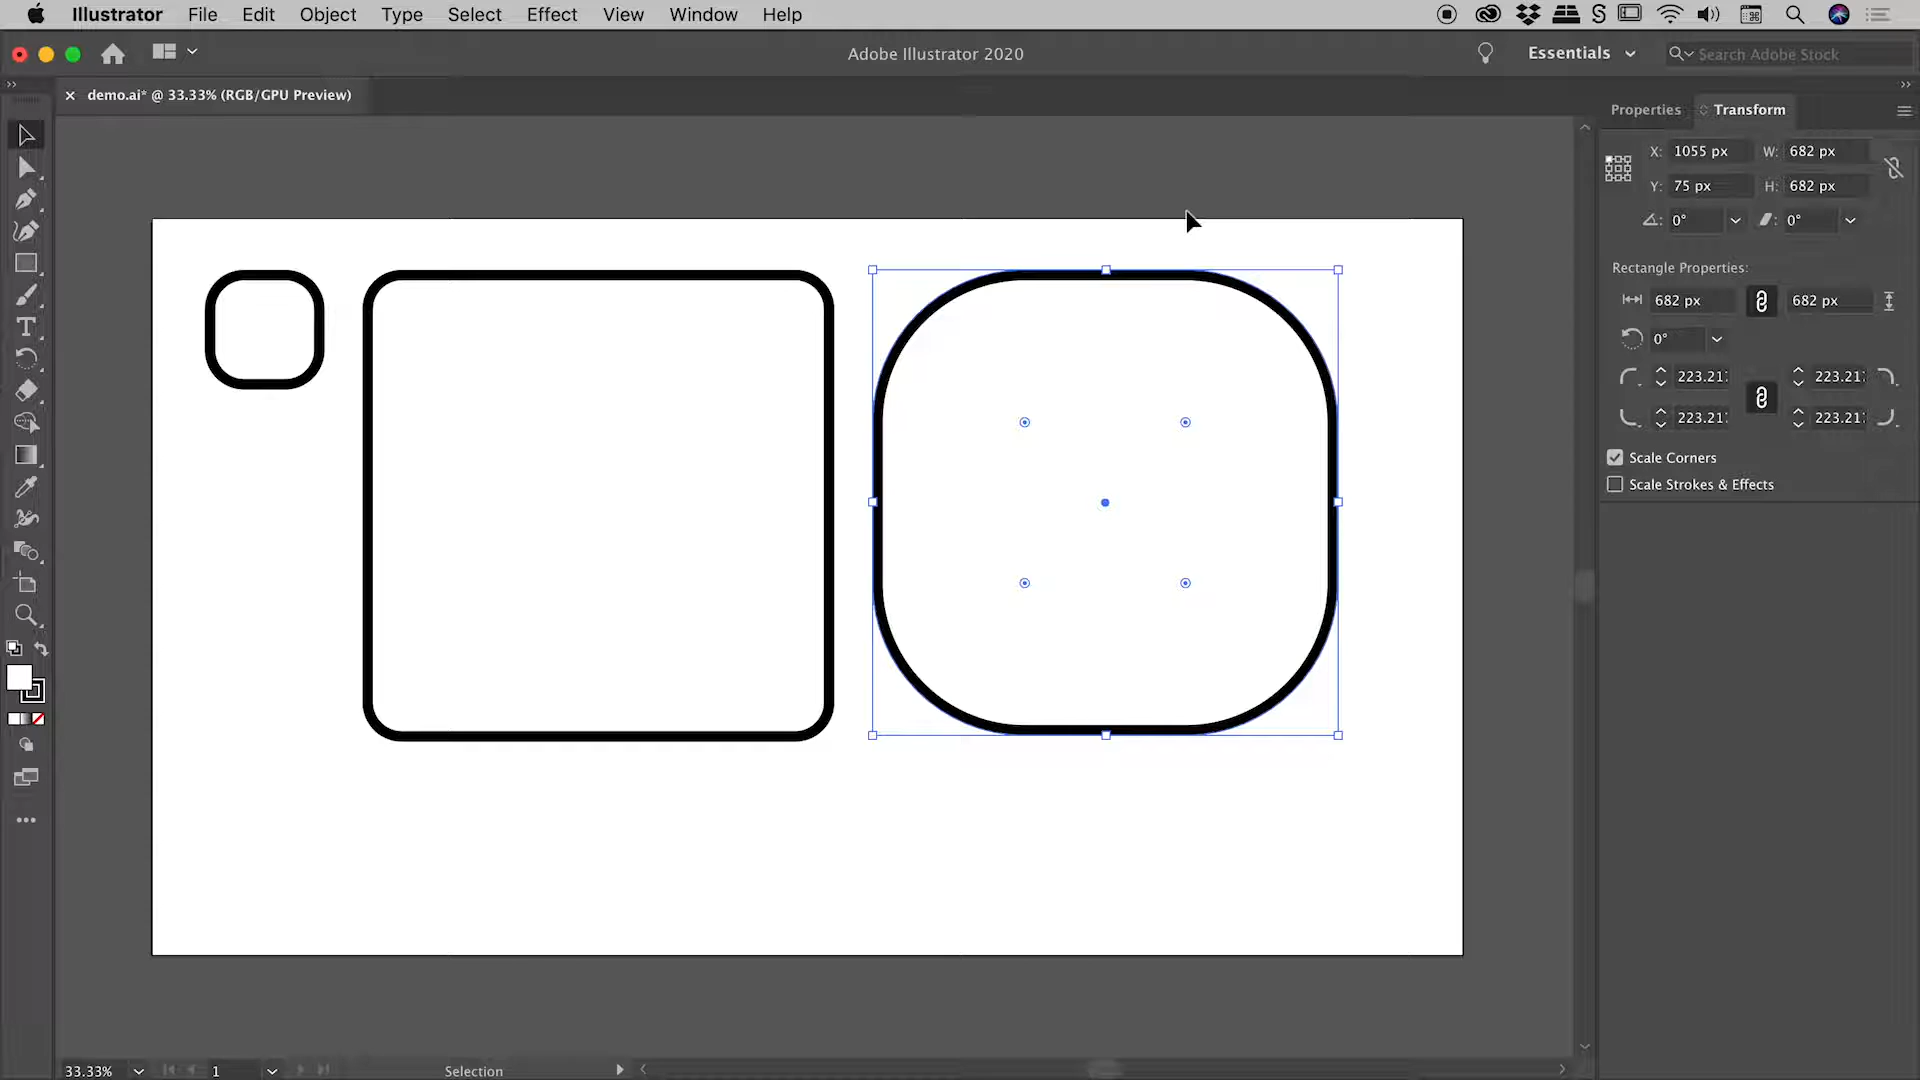 Illustrator File Edit Object Type Select Effect View Window Help
Adobe Illustrator 2020
Essentials
Search Adobe Stock
demo.ai* @ 33.33% (RGB/GPU Preview)
Properties
Transform
X: 1055 px W: 682 px
Y: 75 px H: 682 px
0° 0°
Rectangle Properties:
682 px 682 px
0°
223.21 223.21
223.21 223.21
Scale Corners
Scale Strokes & Effects
33.33% 1 Selection